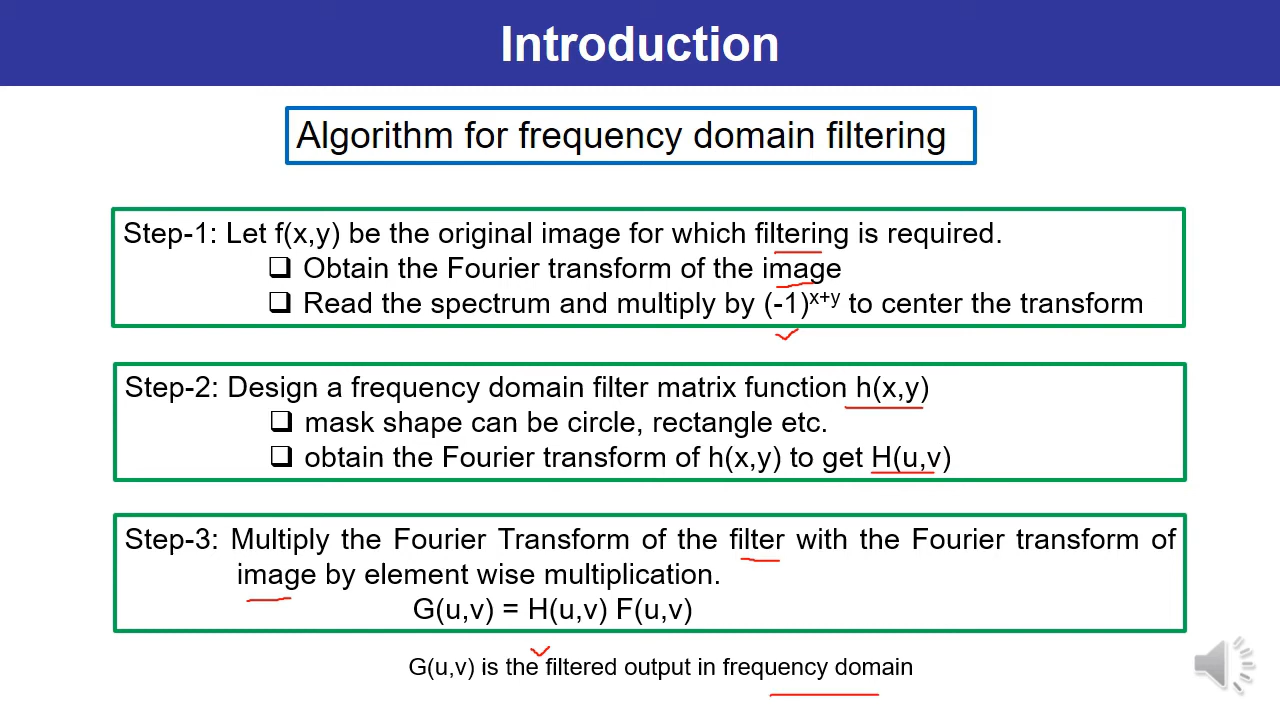 Introduction
Algorithm for frequency domain filtering
Step-1: Let f(x,y) be the original image for which filtering is required.
❑ Obtain the Fourier transform of the image
❑ Read the spectrum and multiply by (-1)ˣ⁺ʸ to center the transform
Step-2: Design a frequency domain filter matrix function h(x,y)
❑ mask shape can be circle, rectangle etc.
❑ obtain the Fourier transform of h(x,y) to get H(u,v)
Step-3: Multiply the Fourier Transform of the filter with the Fourier transform of
image by element wise multiplication.
G(u,v) = H(u,v) F(u,v)
G(u,v) is the filtered output in frequency domain